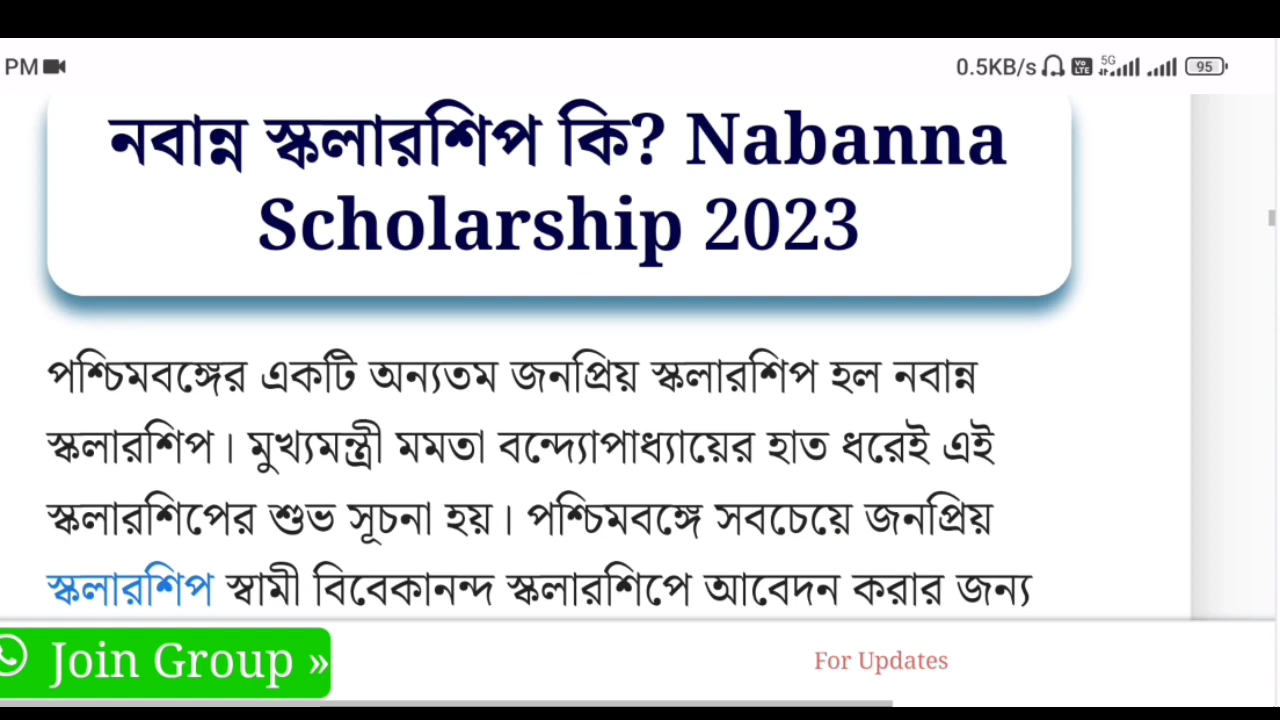 PM 0.5KB/s Vo LTE 5G 95
নবান্ন স্কলারশিপ কি? Nabanna
Scholarship 2023
পশ্চিমবঙ্গের একটি অন্যতম জনপ্রিয় স্কলারশিপ হল নবান্ন
স্কলারশিপ। মুখ্যমন্ত্রী মমতা বন্দ্যোপাধ্যায়ের হাত ধরেই এই
স্কলারশিপের শুভ সূচনা হয়। পশ্চিমবঙ্গে সবচেয়ে জনপ্রিয়
স্কলারশিপ স্বামী বিবেকানন্দ স্কলারশিপে আবেদন করার জন্য
Join Group »
For Updates